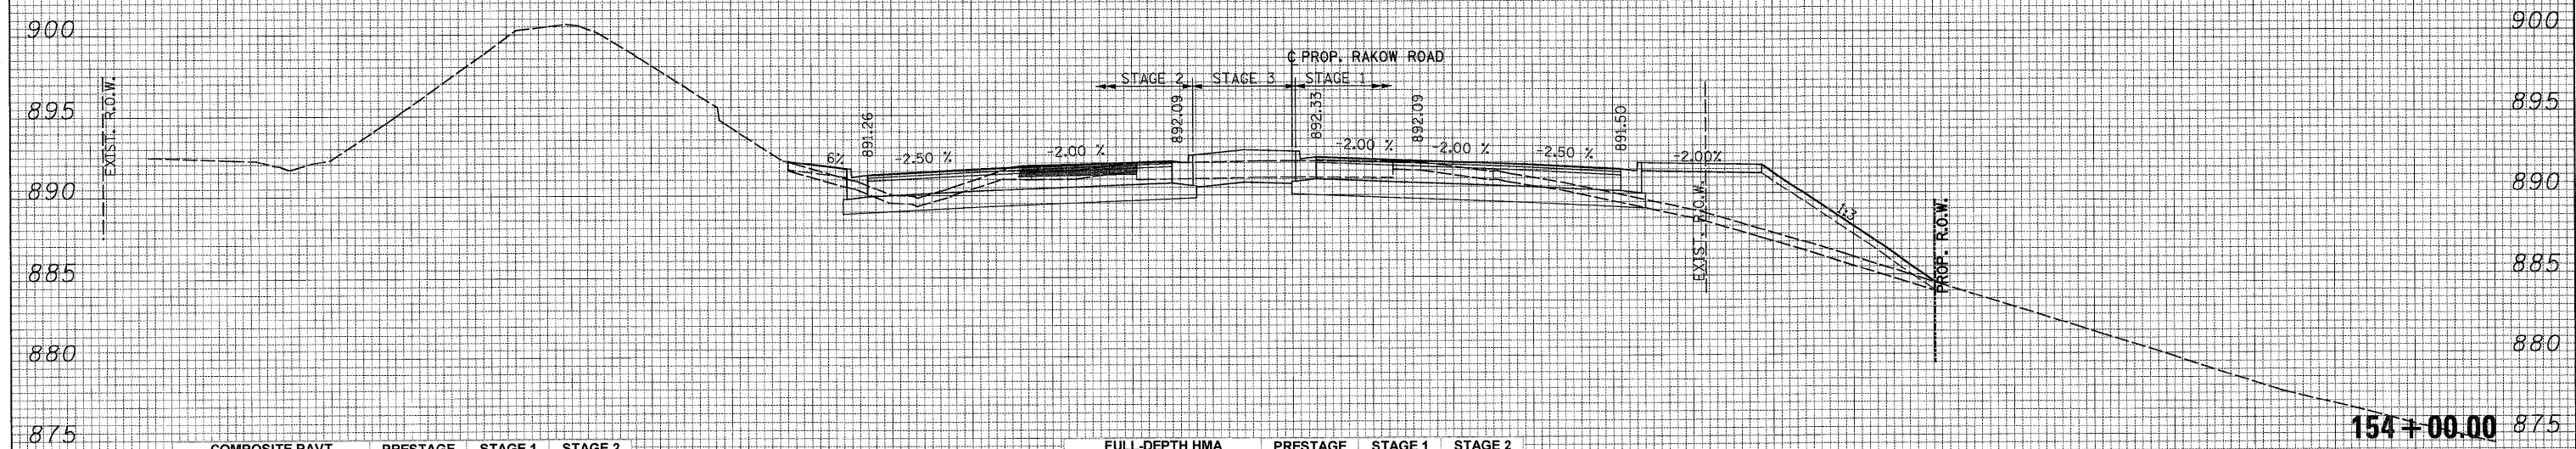 900
900
C PROP. RAKOW ROAD
STAGE 2
STAGE 3
STAGE 1
EXIST. R.O.W.
895
895
891.26
892.09
892.33
892.09
891.50
6%
-2.50 %
-2.00 %
-2.00 %
-2.00 %
-2.50 %
-2.00%
890
890
EXIST. R.O.W.
1:3
PROP. R.O.W.
885
885
880
880
875
154+00.00
875
COMPOSITE PAVT PRESTAGE STAGE 1 STAGE 2
FULL-DEPTH HMA PRESTAGE STAGE 1 STAGE 2